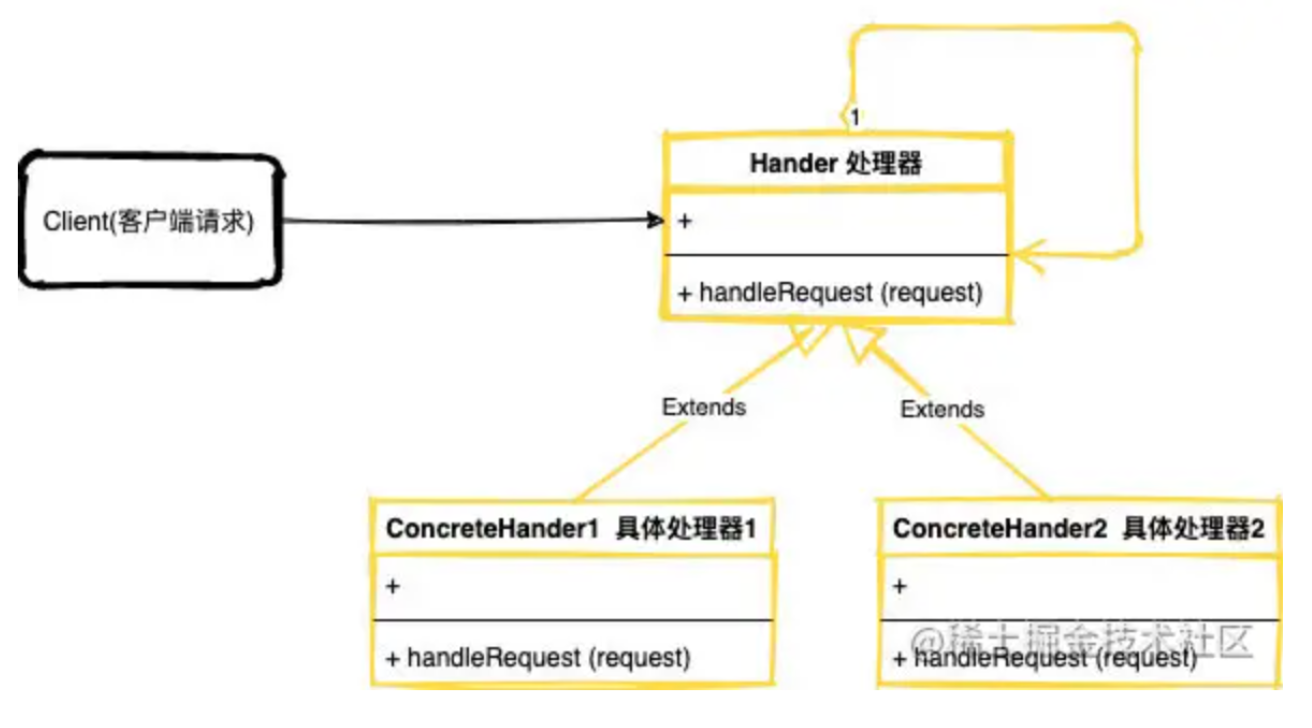 1
Hander 处理器
Client(客户端请求)
+
+ handleRequest (request)
Extends
Extends
ConcreteHander1 具体处理器1
ConcreteHander2 具体处理器2
+
+
+ handleRequest (request)
+ handleRequest (request)
@稀土掘金技术社区